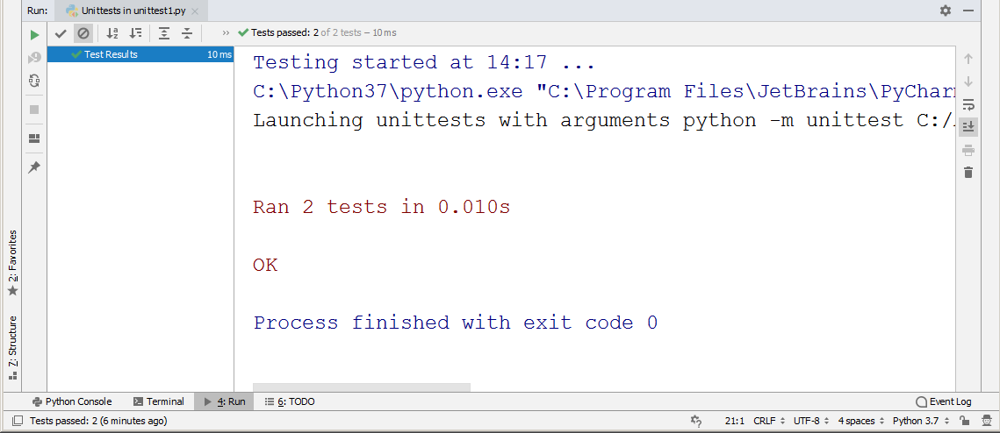 Run: Unittests in unittest1.py
Tests passed: 2 of 2 tests – 10 ms
Test Results 10 ms
Testing started at 14:17 ...
C:\Python37\python.exe "C:\Program Files\JetBrains\PyChar
Launching unittests with arguments python -m unittest C:/
Ran 2 tests in 0.010s
OK
Process finished with exit code 0
2: Favorites
7: Structure
Python Console Terminal 4: Run 6: TODO Event Log
Tests passed: 2 (6 minutes ago) 21:1 CRLF UTF-8 4 spaces Python 3.7